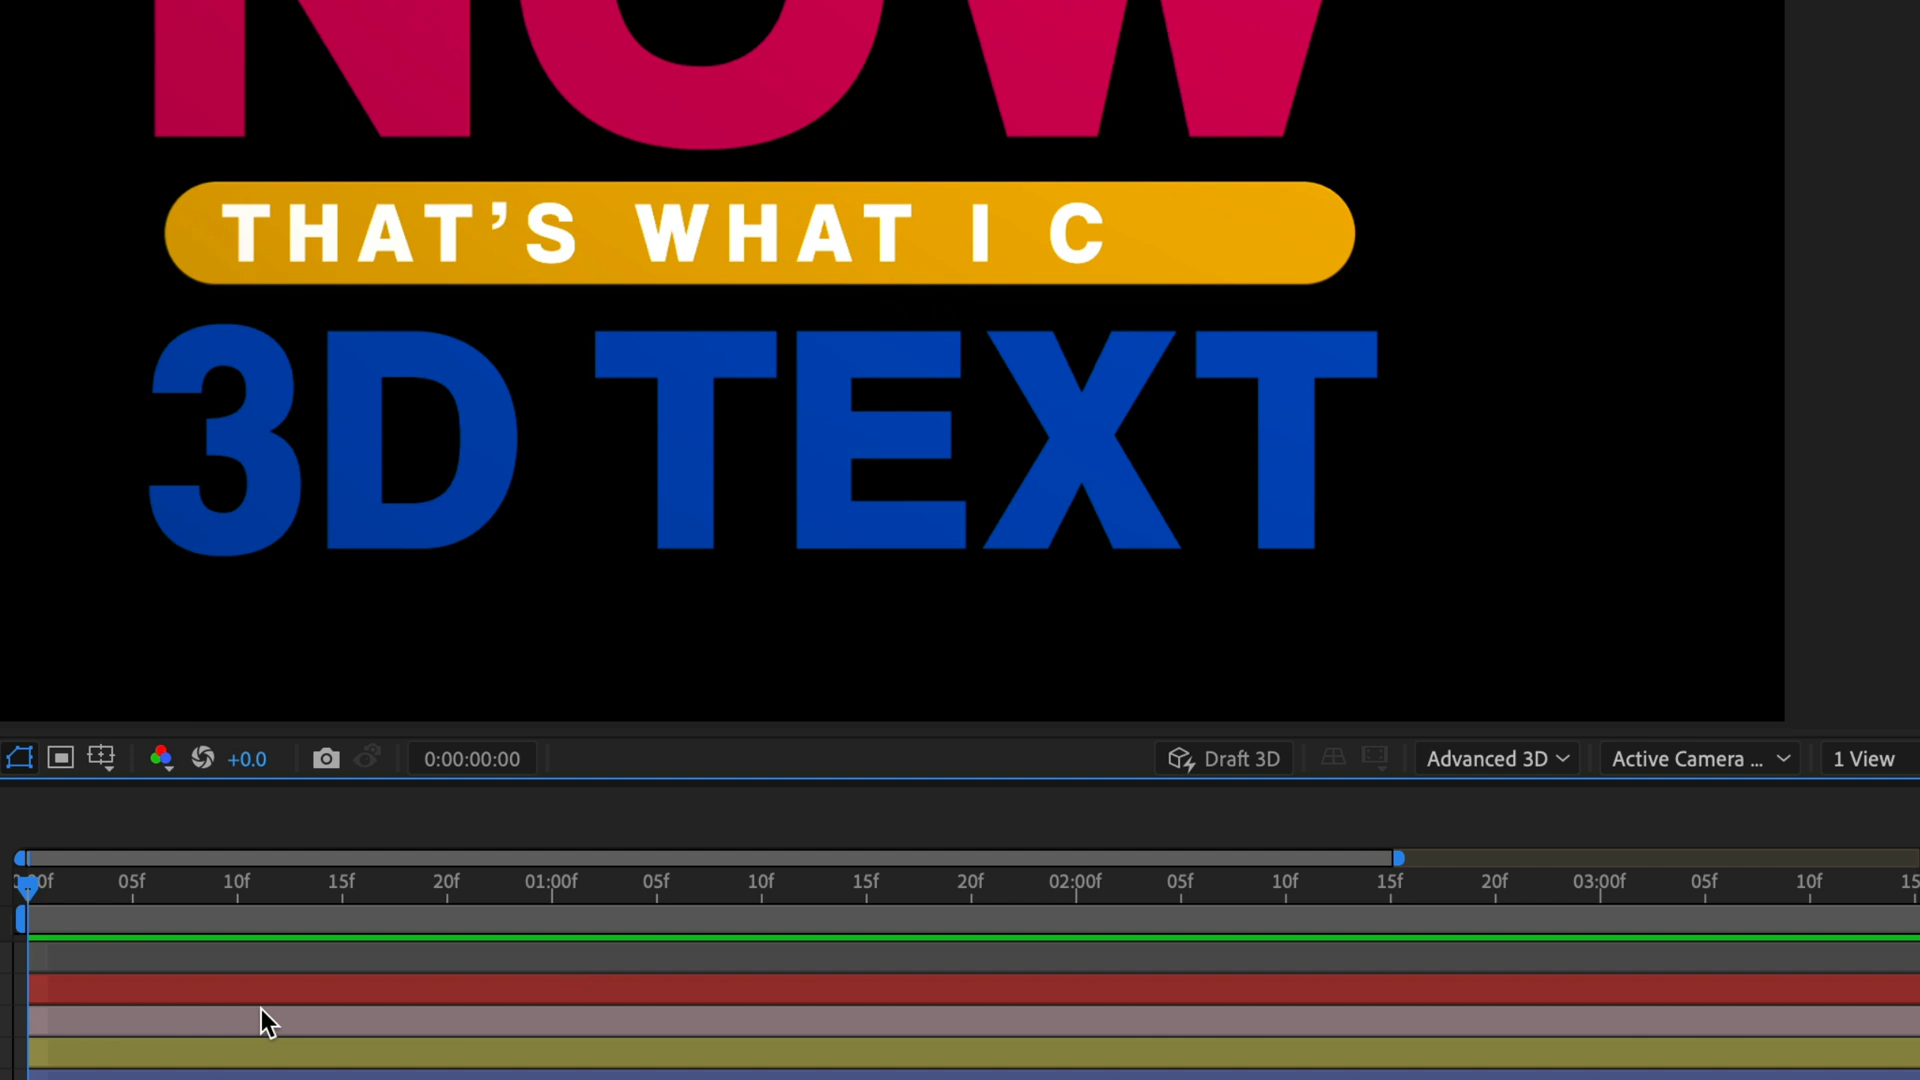 NOW
THAT'S WHAT I C
3D TEXT
+0.0
0:00:00:00
Draft 3D
Advanced 3D
Active Camera ...
1 View
05f 10f 15f 20f 01:00f 05f 10f 15f 20f 02:00f 05f 10f 15f 20f 03:00f 05f 10f 15